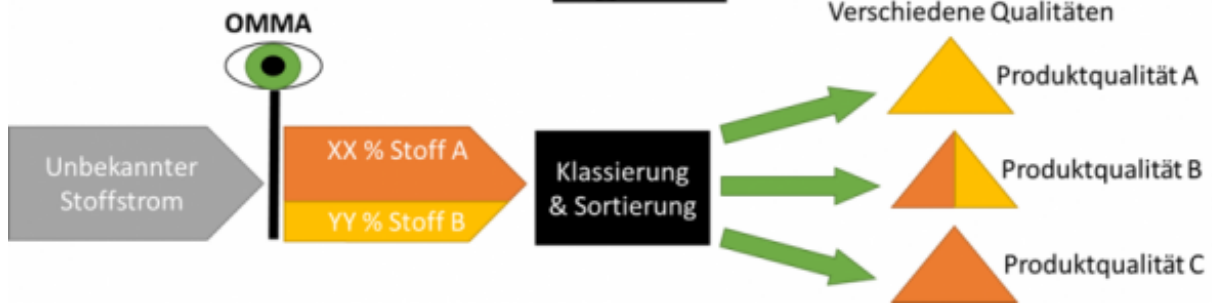 Verschiedene Qualitäten
OMMA
Unbekannter
Stoffstrom
XX % Stoff A
YY % Stoff B
Klassierung
& Sortierung
Produktqualität A
Produktqualität B
Produktqualität C